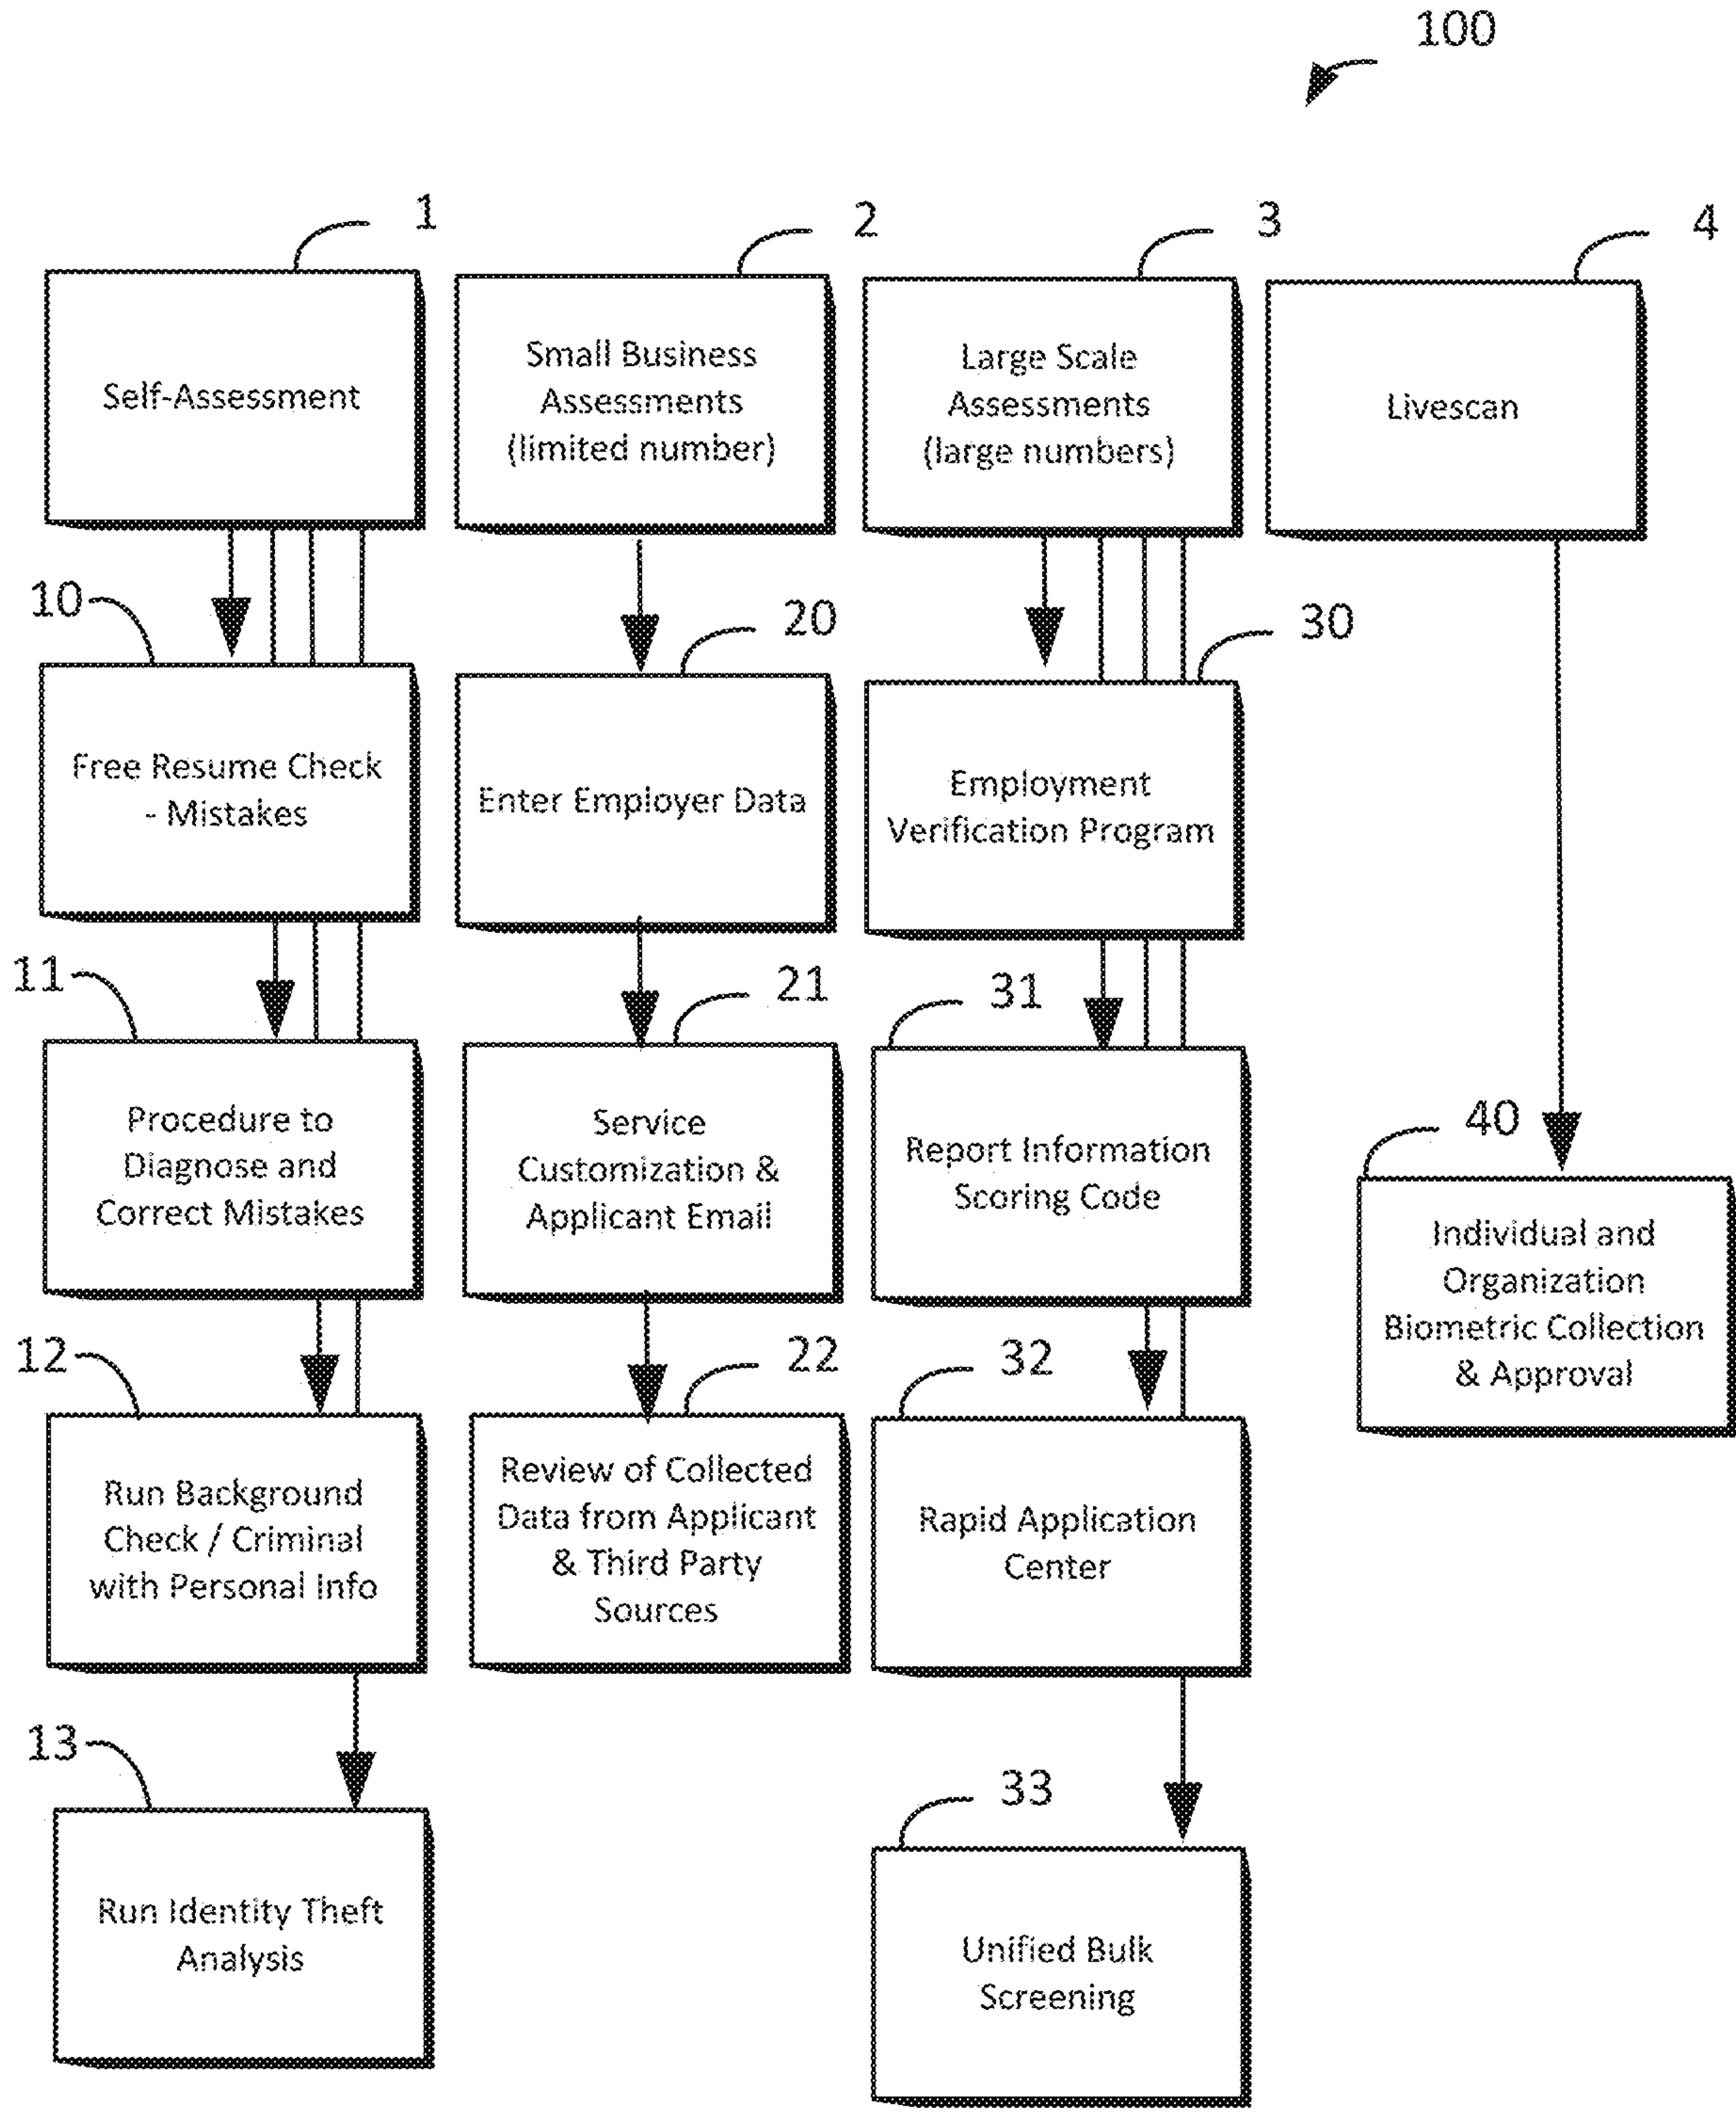 100
1
Self-Assessment
2
Small Business
Assessments
(limited number)
3
Large Scale
Assessments
(large numbers)
4
Livescan
10
Free Resume Check
- Mistakes
20
Enter Employer Data
30
Employment
Verification Program
11
Procedure to
Diagnose and
Correct Mistakes
21
Service
Customization &
Applicant Email
31
Report Information
Scoring Code
40
Individual and
Organization
Biometric Collection
& Approval
12
Run Background
Check / Criminal
with Personal Info
22
Review of Collected
Data from Applicant
& Third Party
Sources
32
Rapid Application
Center
13
Run Identity Theft
Analysis
33
Unified Bulk
Screening